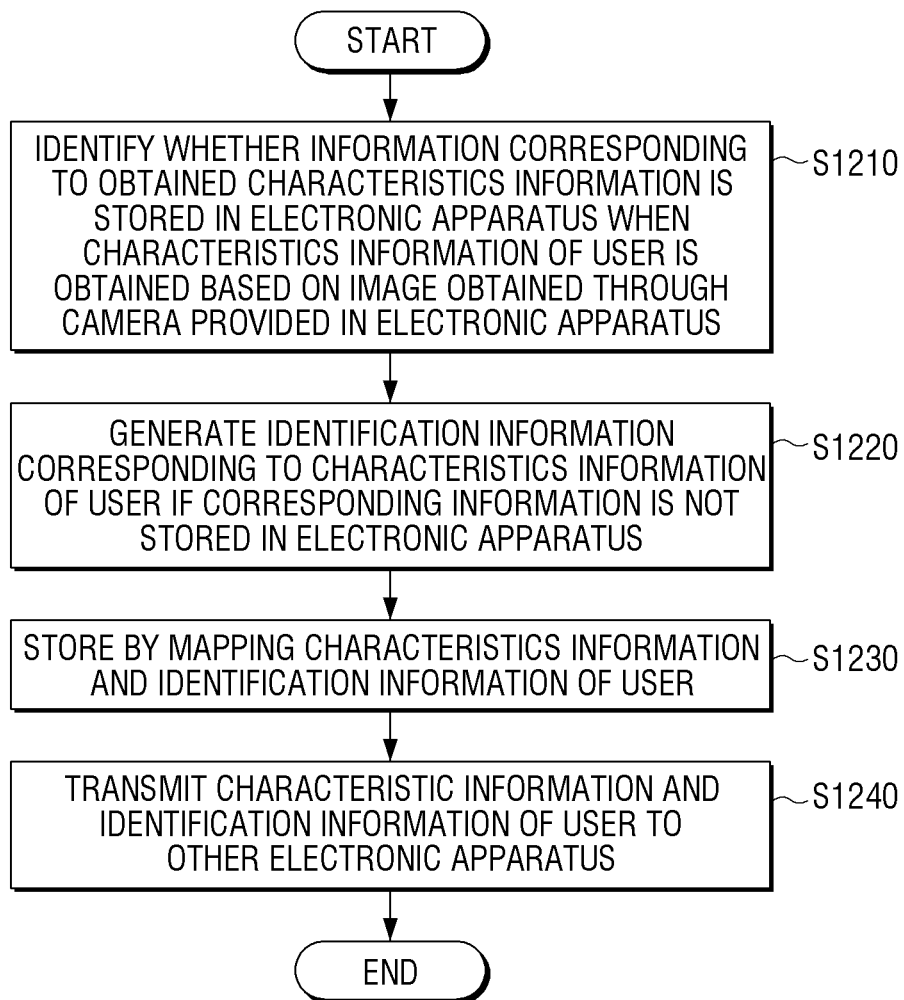 START
IDENTIFY WHETHER INFORMATION CORRESPONDING
TO OBTAINED CHARACTERISTICS INFORMATION IS
STORED IN ELECTRONIC APPARATUS WHEN
CHARACTERISTICS INFORMATION OF USER IS
OBTAINED BASED ON IMAGE OBTAINED THROUGH
CAMERA PROVIDED IN ELECTRONIC APPARATUS
S1210
GENERATE IDENTIFICATION INFORMATION
CORRESPONDING TO CHARACTERISTICS INFORMATION
OF USER IF CORRESPONDING INFORMATION IS NOT
STORED IN ELECTRONIC APPARATUS
S1220
STORE BY MAPPING CHARACTERISTICS INFORMATION
AND IDENTIFICATION INFORMATION OF USER
S1230
TRANSMIT CHARACTERISTIC INFORMATION AND
IDENTIFICATION INFORMATION OF USER TO
OTHER ELECTRONIC APPARATUS
S1240
END